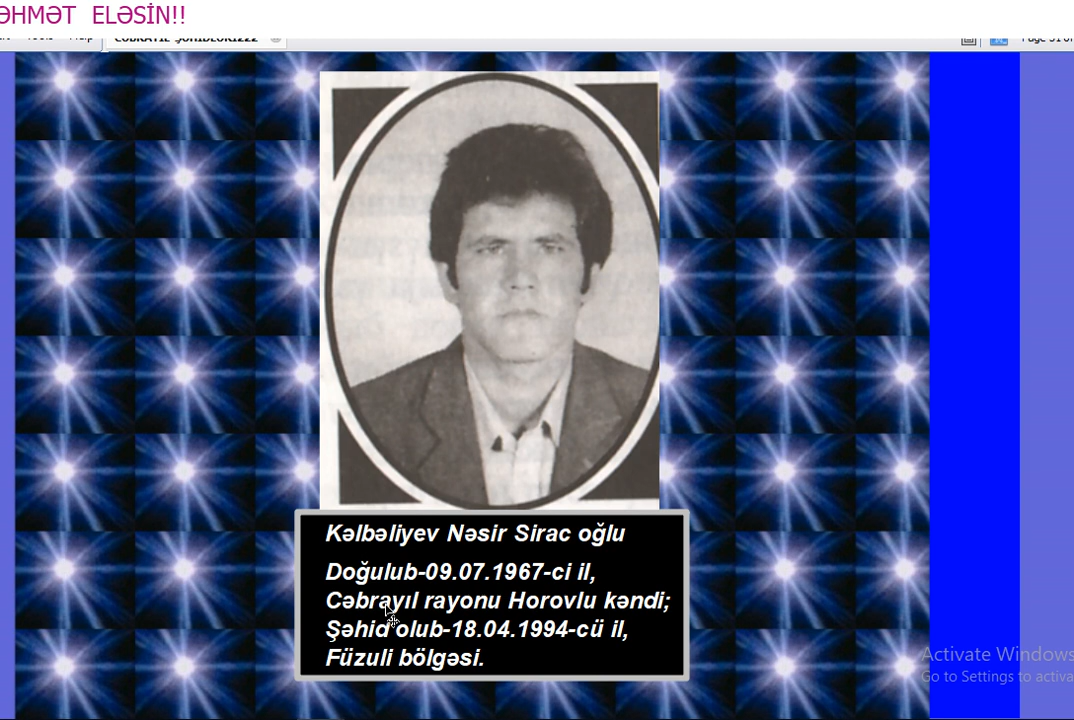 ƏHMƏT ELƏSİN!!
Kəlbəliyev Nəsir Sirac oğlu
Doğulub-09.07.1967-ci il,
Cəbrayıl rayonu Horovlu kəndi;
Şəhid olub-18.04.1994-cü il,
Füzuli bölgəsi.
Activate Windows
Go to Settings to activa